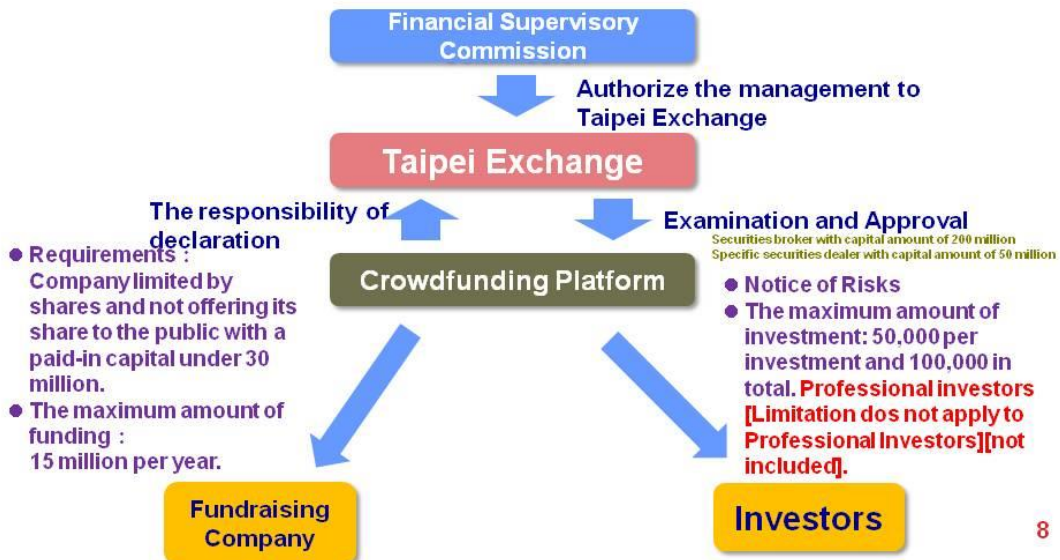 Financial Supervisory
Commission
Authorize the management to
Taipei Exchange
Taipei Exchange
The responsibility of
declaration
Examination and Approval
Securities broker with capital amount of 200 million
Specific securities dealer with capital amount of 50 million
Crowdfunding Platform
● Requirements :
Company limited by
shares and not offering its
share to the public with a
paid-in capital under 30
million.
● The maximum amount of
funding :
15 million per year.
● Notice of Risks
● The maximum amount of
investment: 50,000 per
investment and 100,000 in
total. Professional investors
[Limitation dos not apply to
Professional Investors][not
included].
Fundraising
Company
Investors
8